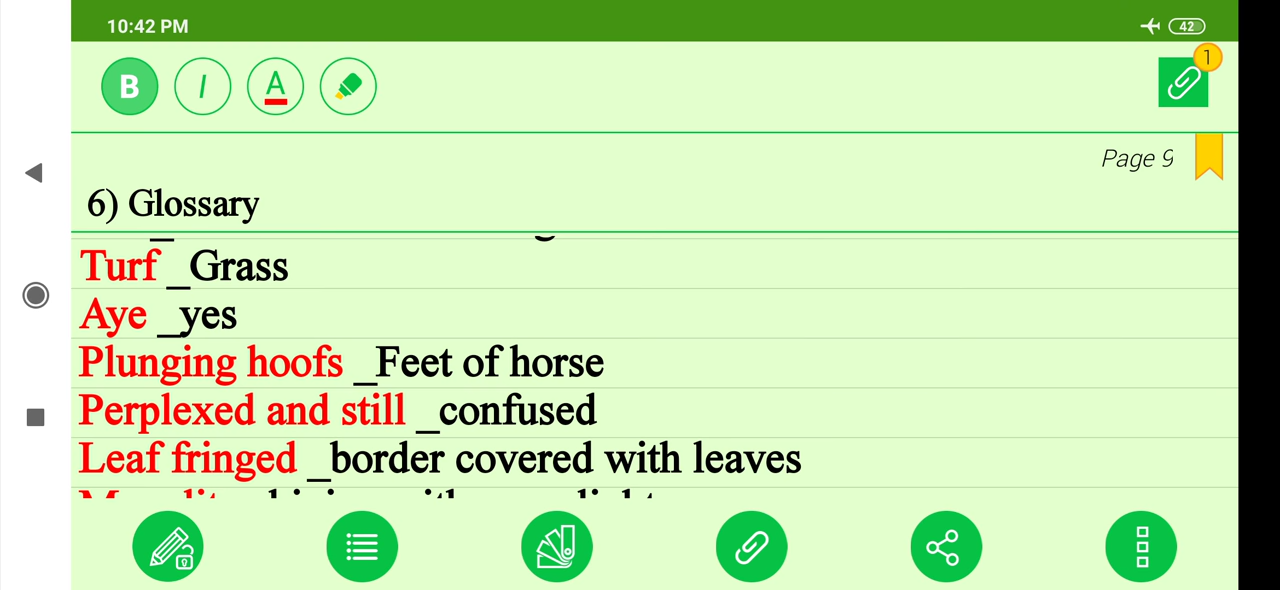 10:42 PM
42
B I A
1
Page 9
6) Glossary
Turf _Grass
Aye _yes
Plunging hoofs _Feet of horse
Perplexed and still _confused
Leaf fringed _border covered with leaves